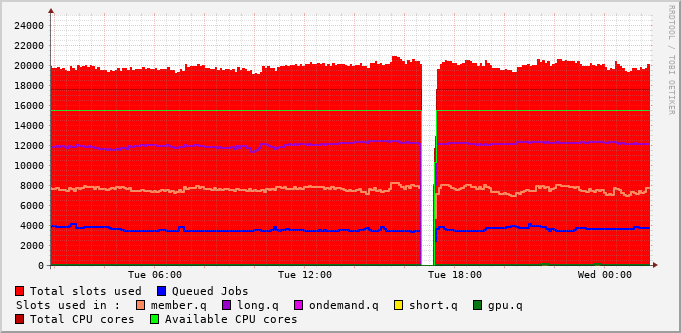 RRDTOOL / TOBI OETIKER
24000
22000
20000
18000
16000
14000
12000
10000
8000
6000
4000
2000
0
Tue 06:00 Tue 12:00 Tue 18:00 Wed 00:00
Total slots used Queued Jobs
Slots used in : member.q long.q ondemand.q short.q gpu.q
Total CPU cores Available CPU cores